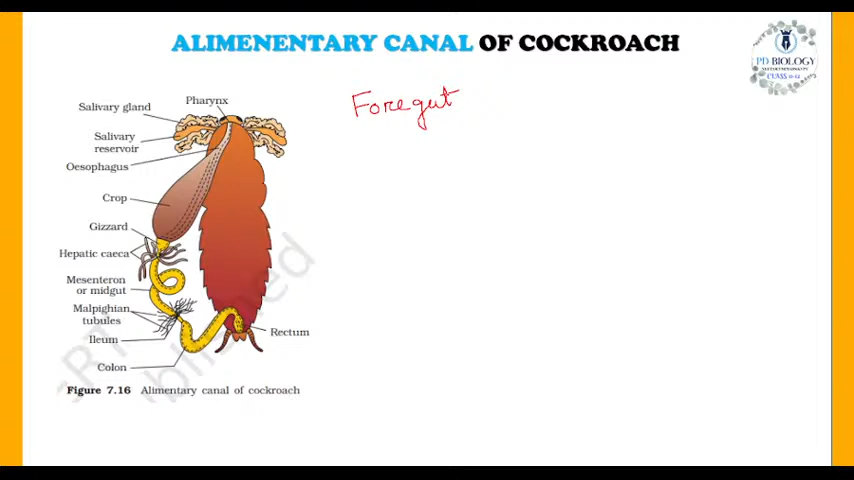 ALIMENENTARY CANAL OF COCKROACH
PD BIOLOGY
CLASS 11-12
Foregut
Pharynx
Salivary gland
Salivary
reservoir
Oesophagus
Crop
Gizzard
Hepatic caeca
Mesenteron
or midgut
Malpighian
tubules
Ileum
Rectum
Colon
Figure 7.16 Alimentary canal of cockroach